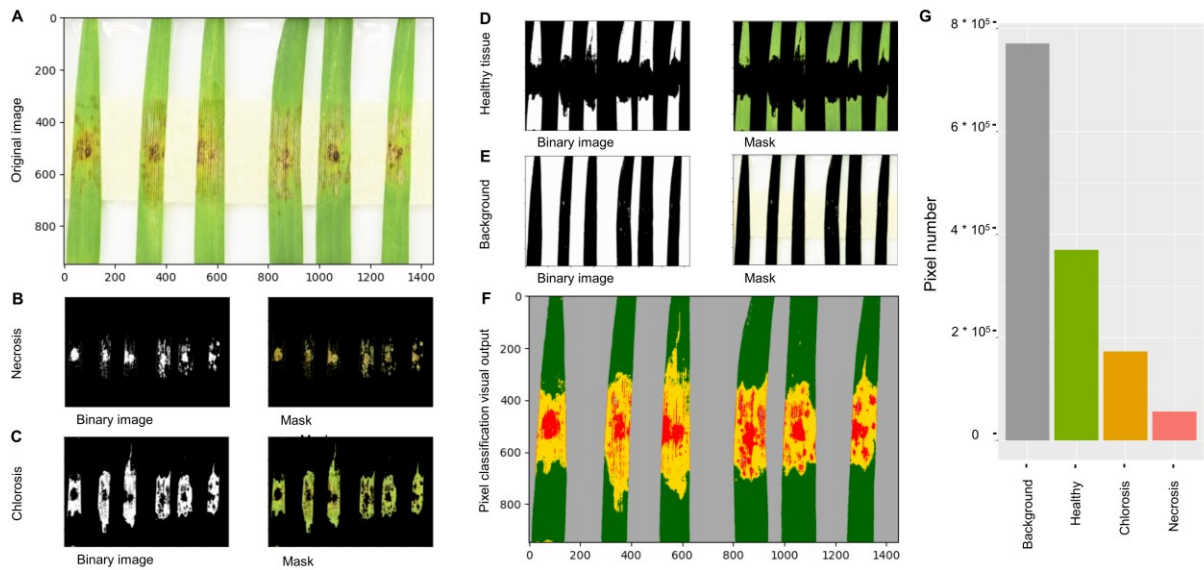 A
Original image
0
200
400
600
800
0 200 400 600 800 1000 1200 1400
B
Necrosis
Binary image
Mask
C
Chlorosis
Binary image
Mask
D
Healthy tissue
Binary image
Mask
E
Background
Binary image
Mask
F
Pixel classification visual output
0
200
400
600
800
0 200 400 600 800 1000 1200 1400
G
Pixel number
8 * 10⁵
6 * 10⁵
4 * 10⁵
2 * 10⁵
0
Background
Healthy
Chlorosis
Necrosis